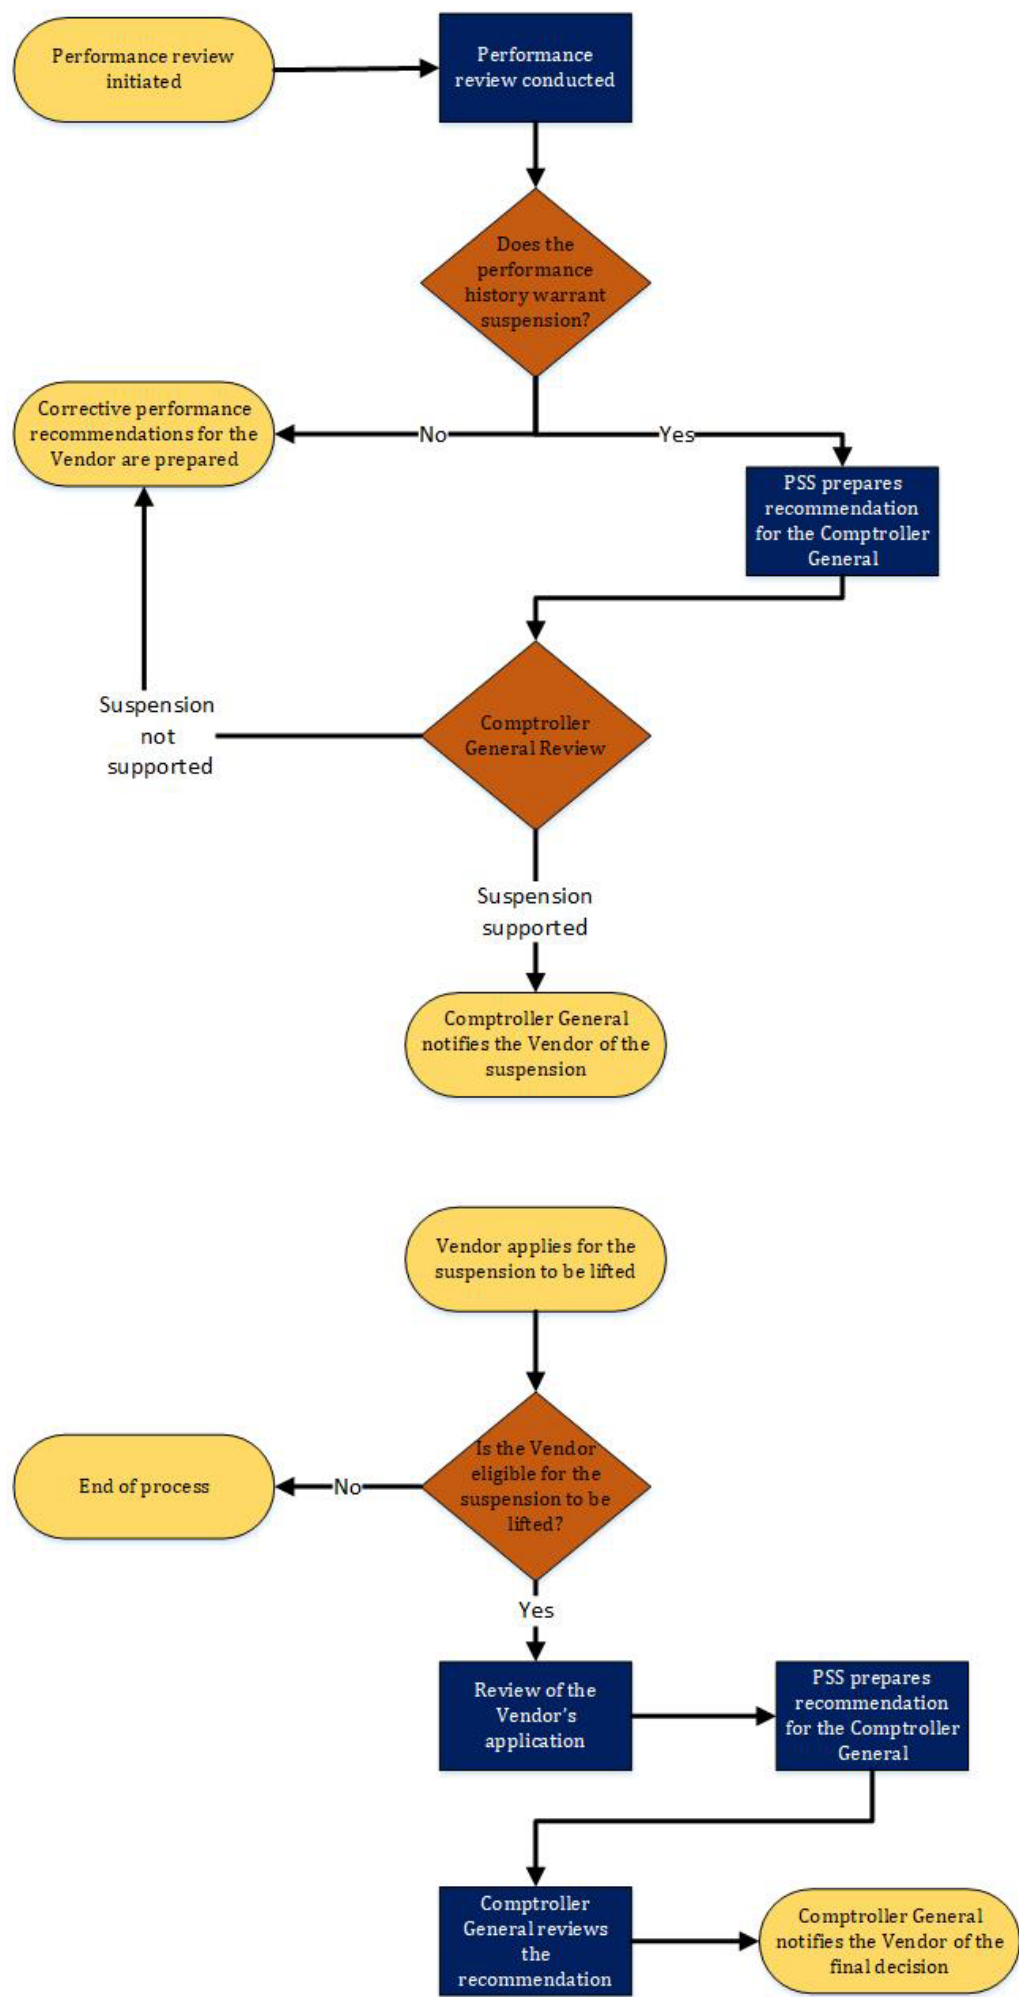 Performance review
initiated
Performance
review conducted
Does the
performance
history warrant
suspension?
No
Yes
Corrective performance
recommendations for the
Vendor are prepared
PSS prepares
recommendation
for the Comptroller
General
Suspension
not
supported
Comptroller
General Review
Suspension
supported
Comptroller General
notifies the Vendor of the
suspension
Vendor applies for the
suspension to be lifted
Is the Vendor
eligible for the
suspension to be
lifted?
No
End of process
Yes
Review of the
Vendor's
application
PSS prepares
recommendation
for the Comptroller
General
Comptroller
General reviews
the
recommendation
Comptroller General
notifies the Vendor of the
final decision